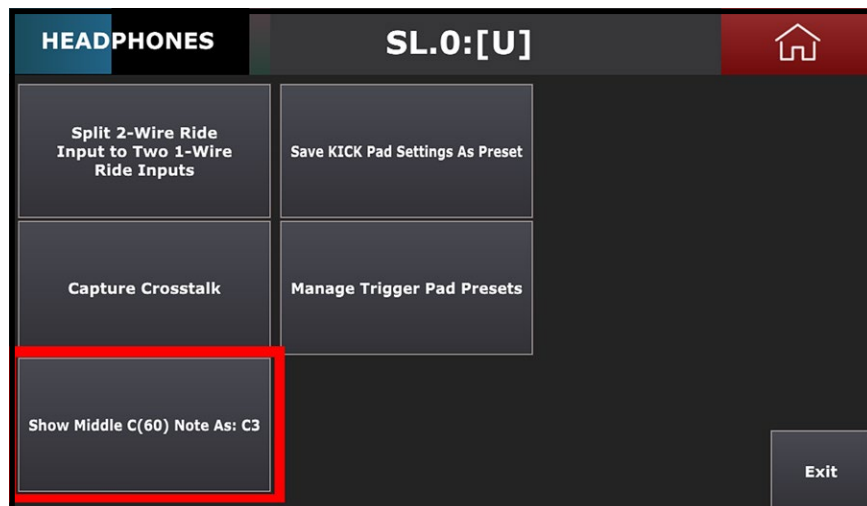 HEADPHONES
SL.0:[U]
Split 2-Wire Ride
Input to Two 1-Wire
Ride Inputs
Save KICK Pad Settings As Preset
Capture Crosstalk
Manage Trigger Pad Presets
Show Middle C(60) Note As: C3
Exit